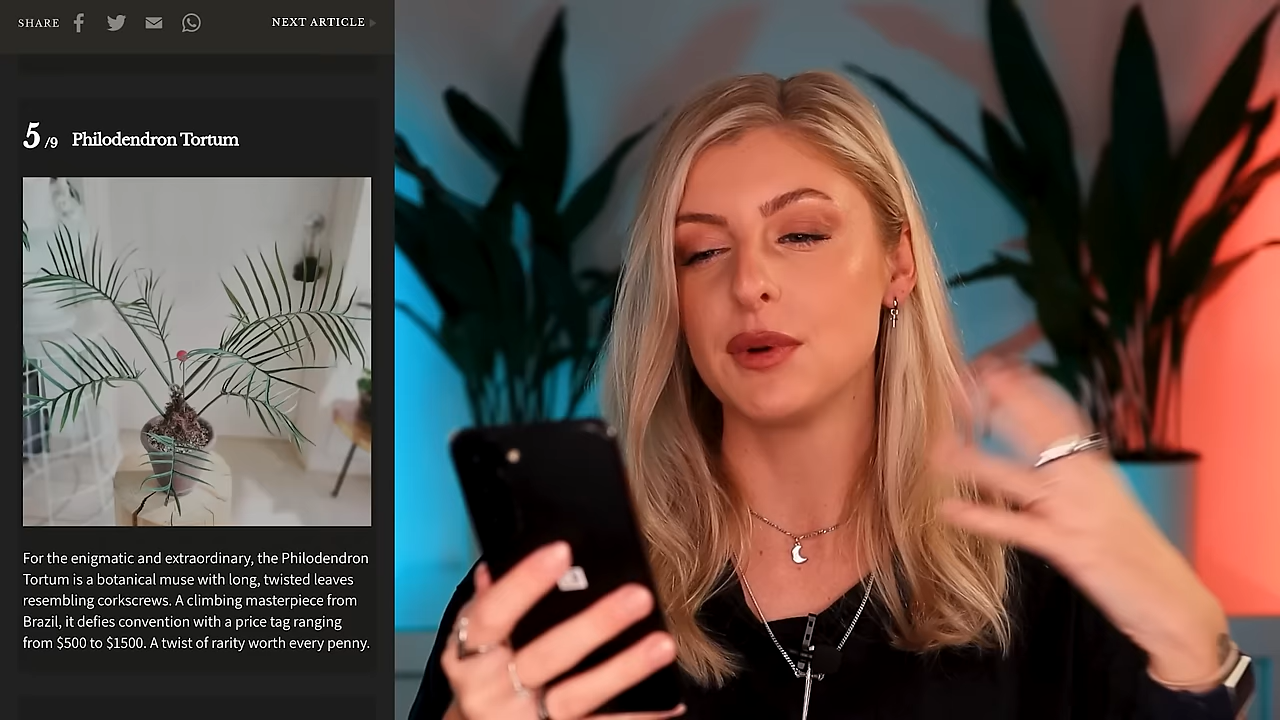 SHARE
NEXT ARTICLE
5/9 Philodendron Tortum
For the enigmatic and extraordinary, the Philodendron
Tortum is a botanical muse with long, twisted leaves
resembling corkscrews. A climbing masterpiece from
Brazil, it defies convention with a price tag ranging
from $500 to $1500. A twist of rarity worth every penny.